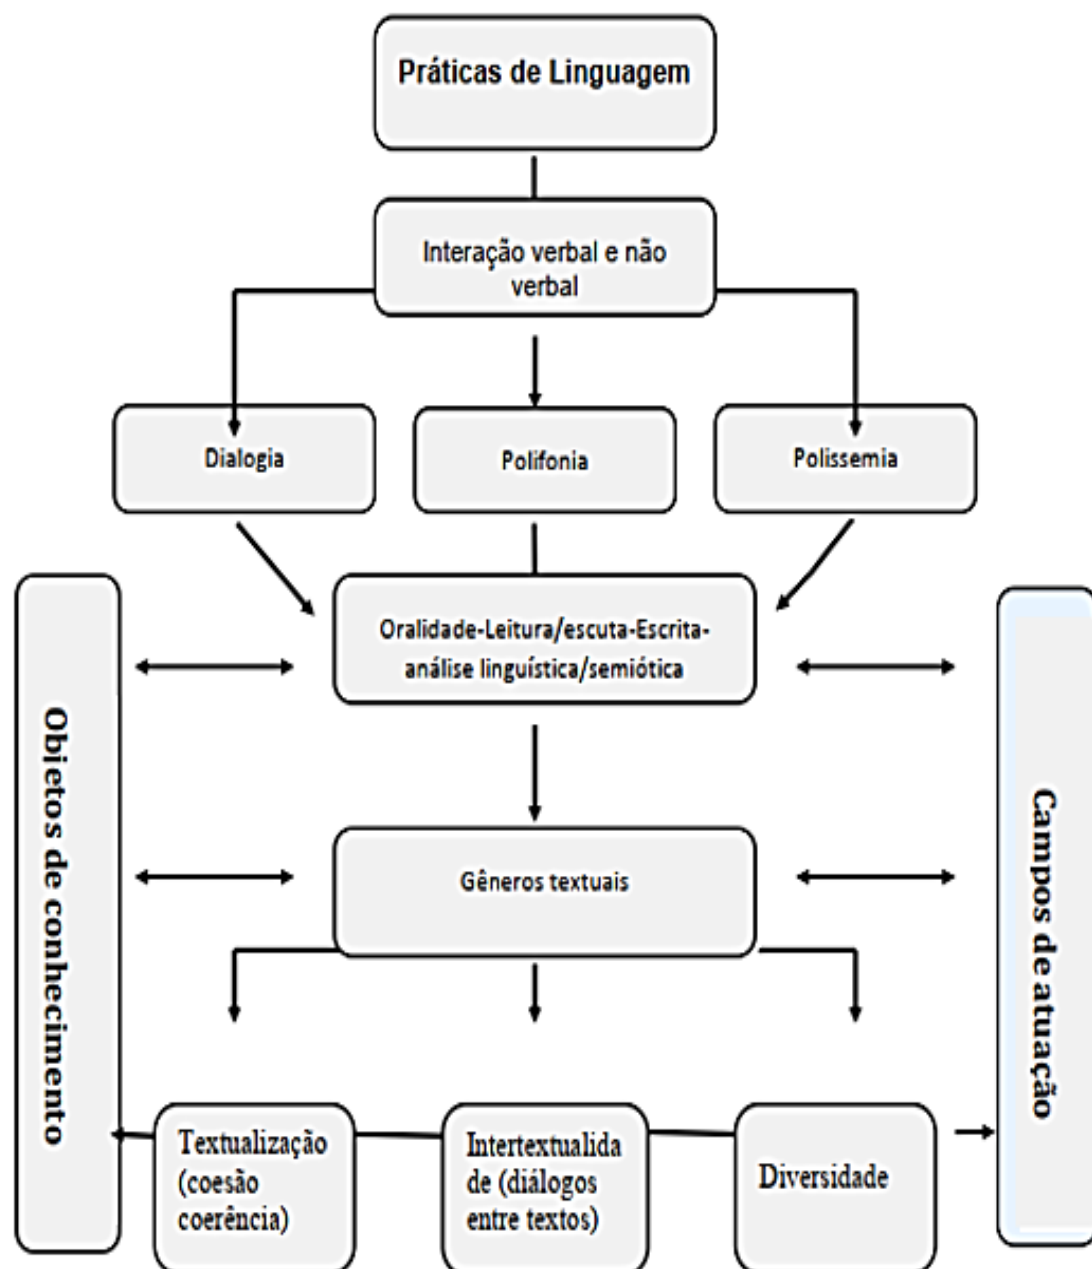 Práticas de Linguagem
Interação verbal e não
verbal
Dialogia
Polifonia
Polissemia
Oralidade-Leitura/escuta-Escrita-
análise linguística/semiótica
Objetos de conhecimento
Campos de atuação
Gêneros textuais
Textualização
(coesão
coerência)
Intertextualida
de (diálogos
entre textos)
Diversidade